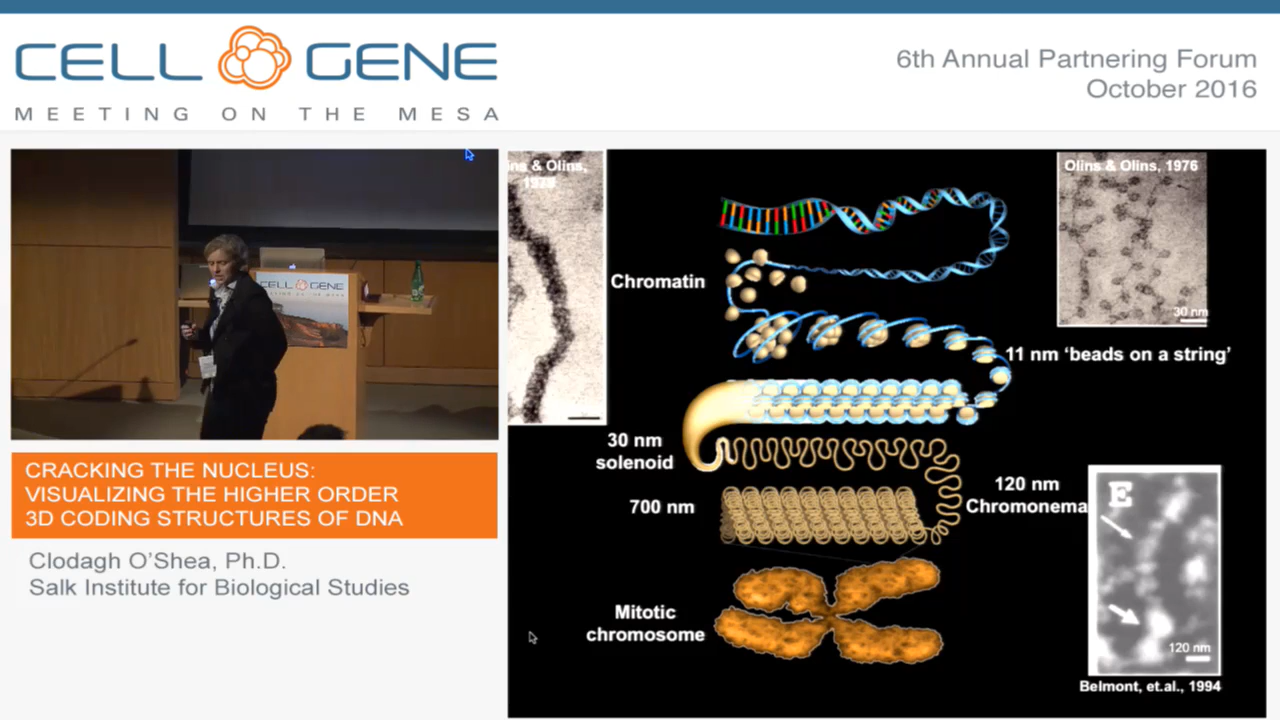 CELL GENE
MEETING ON THE MESA
6th Annual Partnering Forum
October 2016
CELL GENE
CRACKING THE NUCLEUS:
VISUALIZING THE HIGHER ORDER
3D CODING STRUCTURES OF DNA
Clodagh O'Shea, Ph.D.
Salk Institute for Biological Studies
& Olins,
Olins & Olins, 1976
30 nm
Chromatin
11 nm ‘beads on a string’
30 nm
solenoid
700 nm
120 nm
Chromonema
E
120 nm
Belmont, et.al., 1994
Mitotic
chromosome